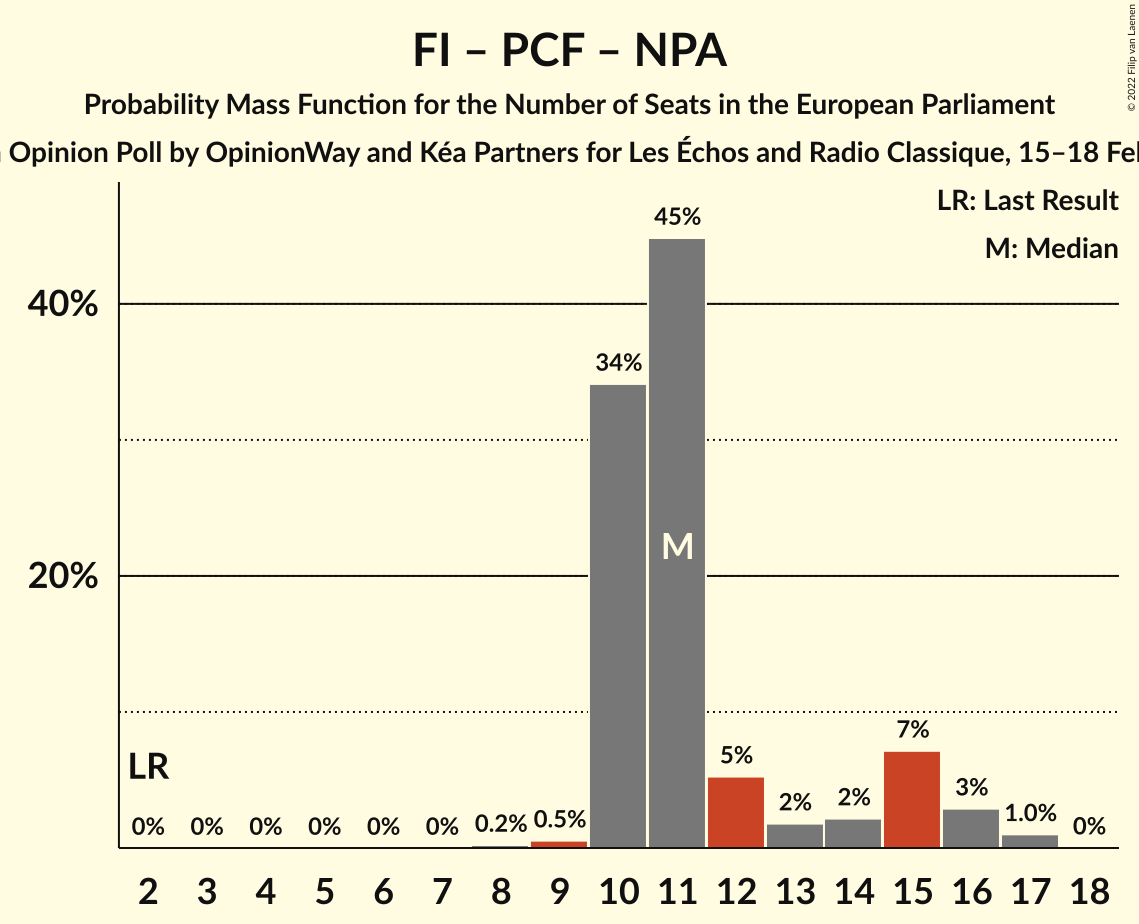 FI – PCF – NPA
Probability Mass Function for the Number of Seats in the European Parliament
Opinion Poll by OpinionWay and Kéa Partners for Les Échos and Radio Classique, 15–18 Feb
© 2022 Filip van Laenen
LR: Last Result
M: Median
45%
40%
34%
M
20%
7%
5%
LR
3%
2%
2%
1.0%
0% 0% 0% 0% 0% 0% 0.2% 0.5% 0%
2 3 4 5 6 7 8 9 10 11 12 13 14 15 16 17 18